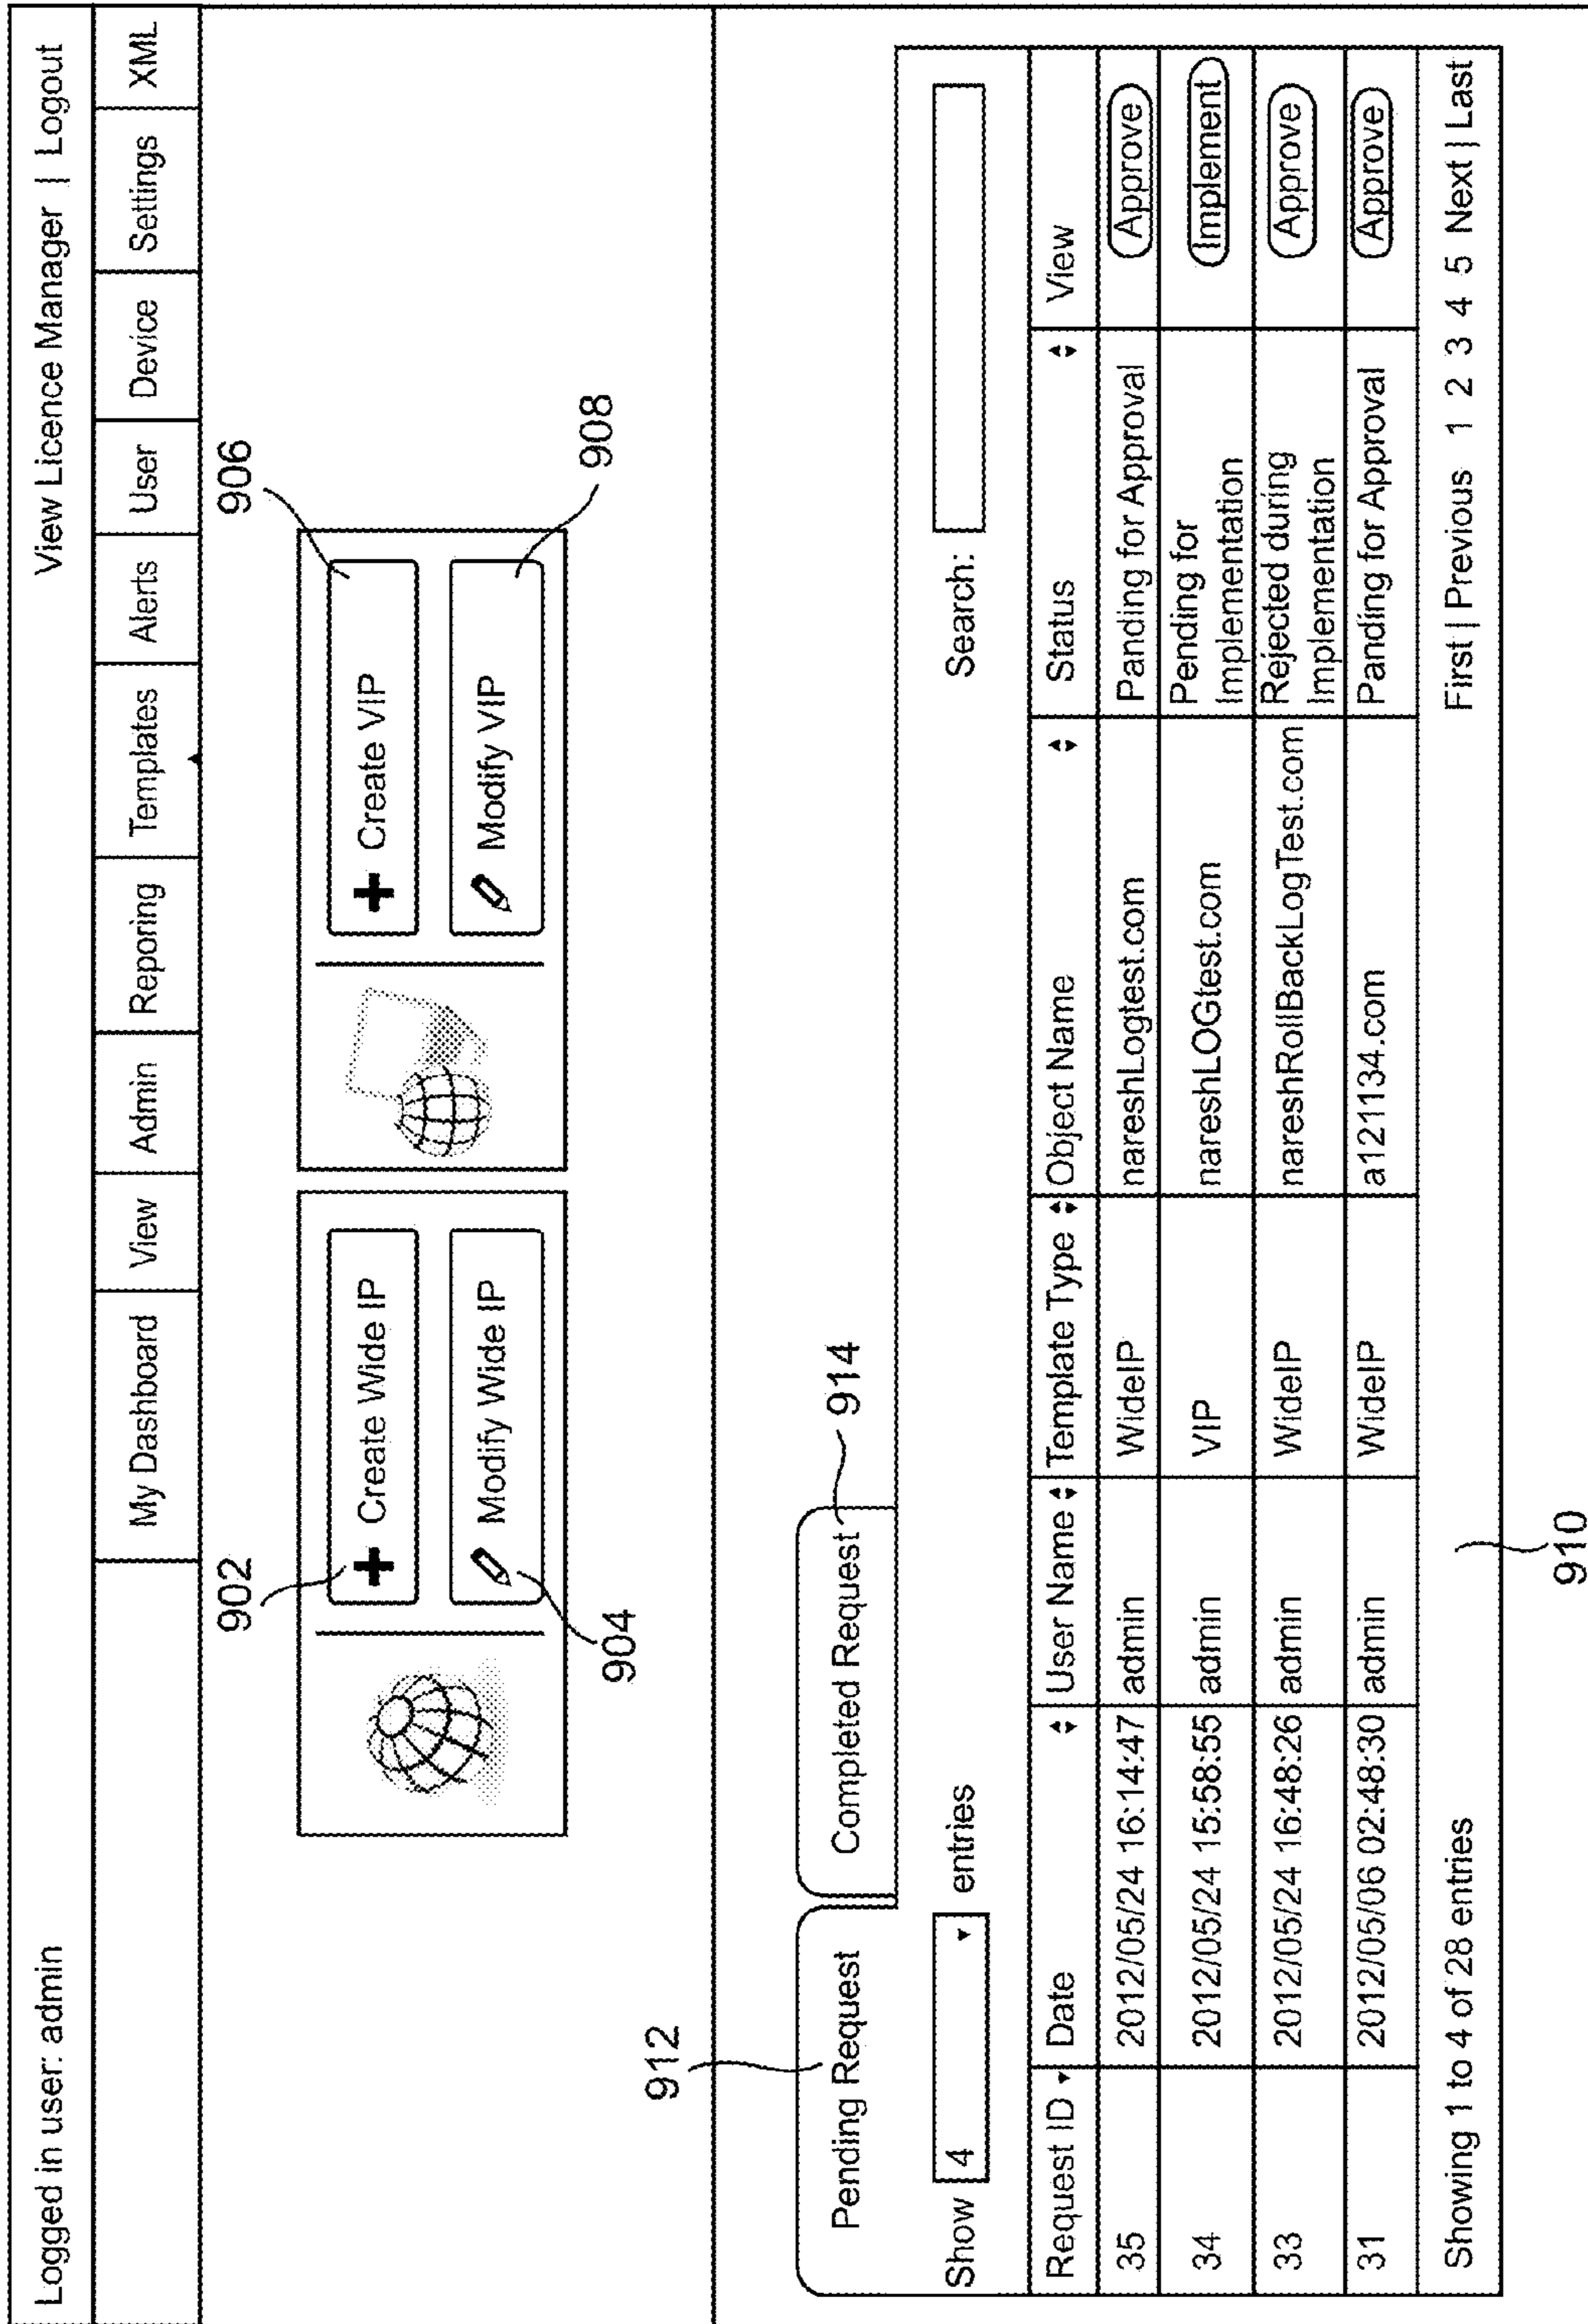 Logged in user: admin View Licence Manager | Logout
My Dashboard View Admin Reporing Templates Alerts User Device Settings XML
902 906
Create Wide IP Create VIP
Modify Wide IP Modify VIP
904 908
912
Pending Request Completed Request 914
Show 4 entries Search:
Request ID Date User Name Template Type Object Name Status View
35 2012/05/24 16:14:47 admin WideIP nareshLogtest.com Panding for Approval Approve
34 2012/05/24 15:58:55 admin VIP nareshLOGtest.com Pending for Implementation Implement
33 2012/05/24 16:48:26 admin WideIP nareshRollBackLogTest.com Rejected during Implementation Approve
31 2012/05/06 02:48:30 admin WideIP a121134.com Panding for Approval Approve
Showing 1 to 4 of 28 entries First | Previous 1 2 3 4 5 Next | Last
910